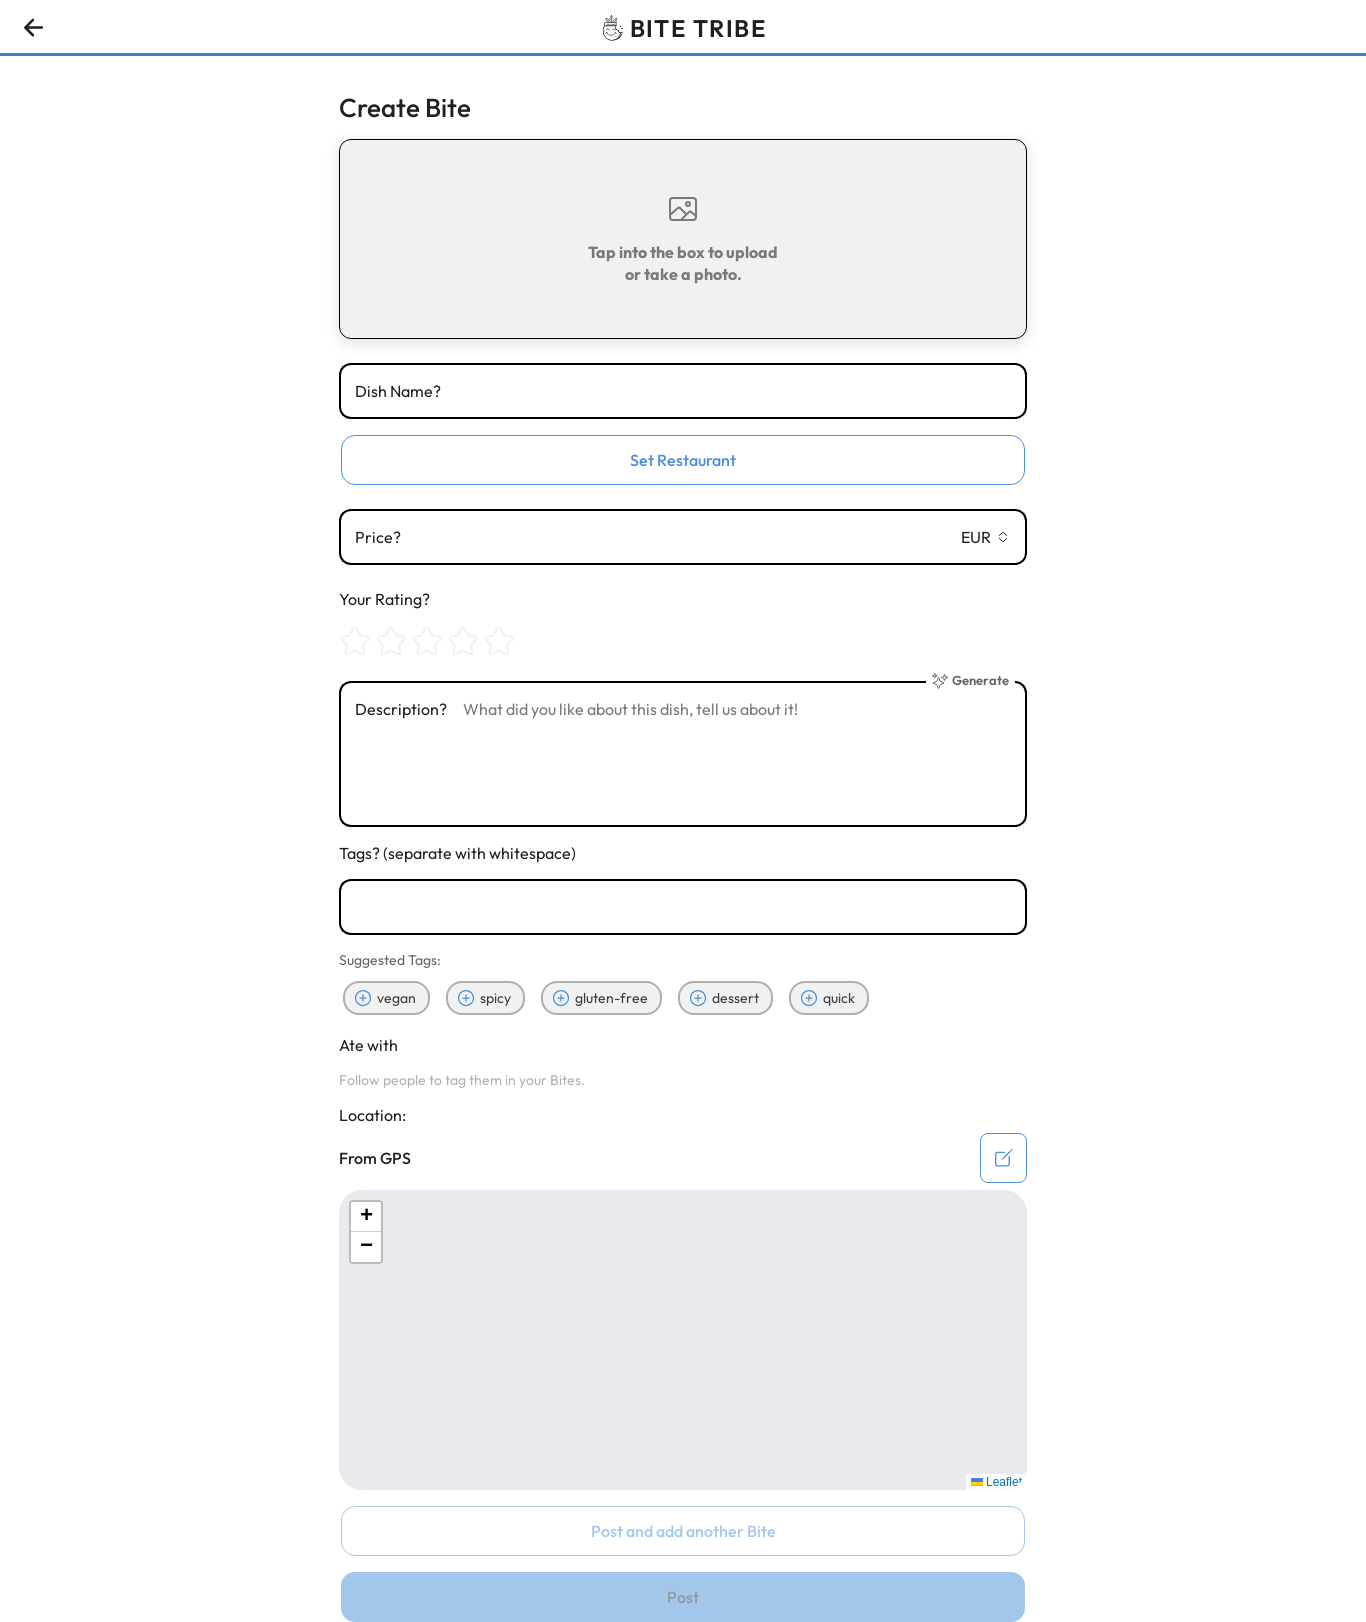 BITE TRIBE
Create Bite
Tap into the box to upload
or take a photo.
Dish Name?
Set Restaurant
Price?
EUR
Your Rating?
Generate
Description? What did you like about this dish, tell us about it!
Tags? (separate with whitespace)
Suggested Tags:
vegan spicy gluten-free dessert quick
Ate with
Follow people to tag them in your Bites.
Location:
From GPS
+
−
Leaflet
Post and add another Bite
Post